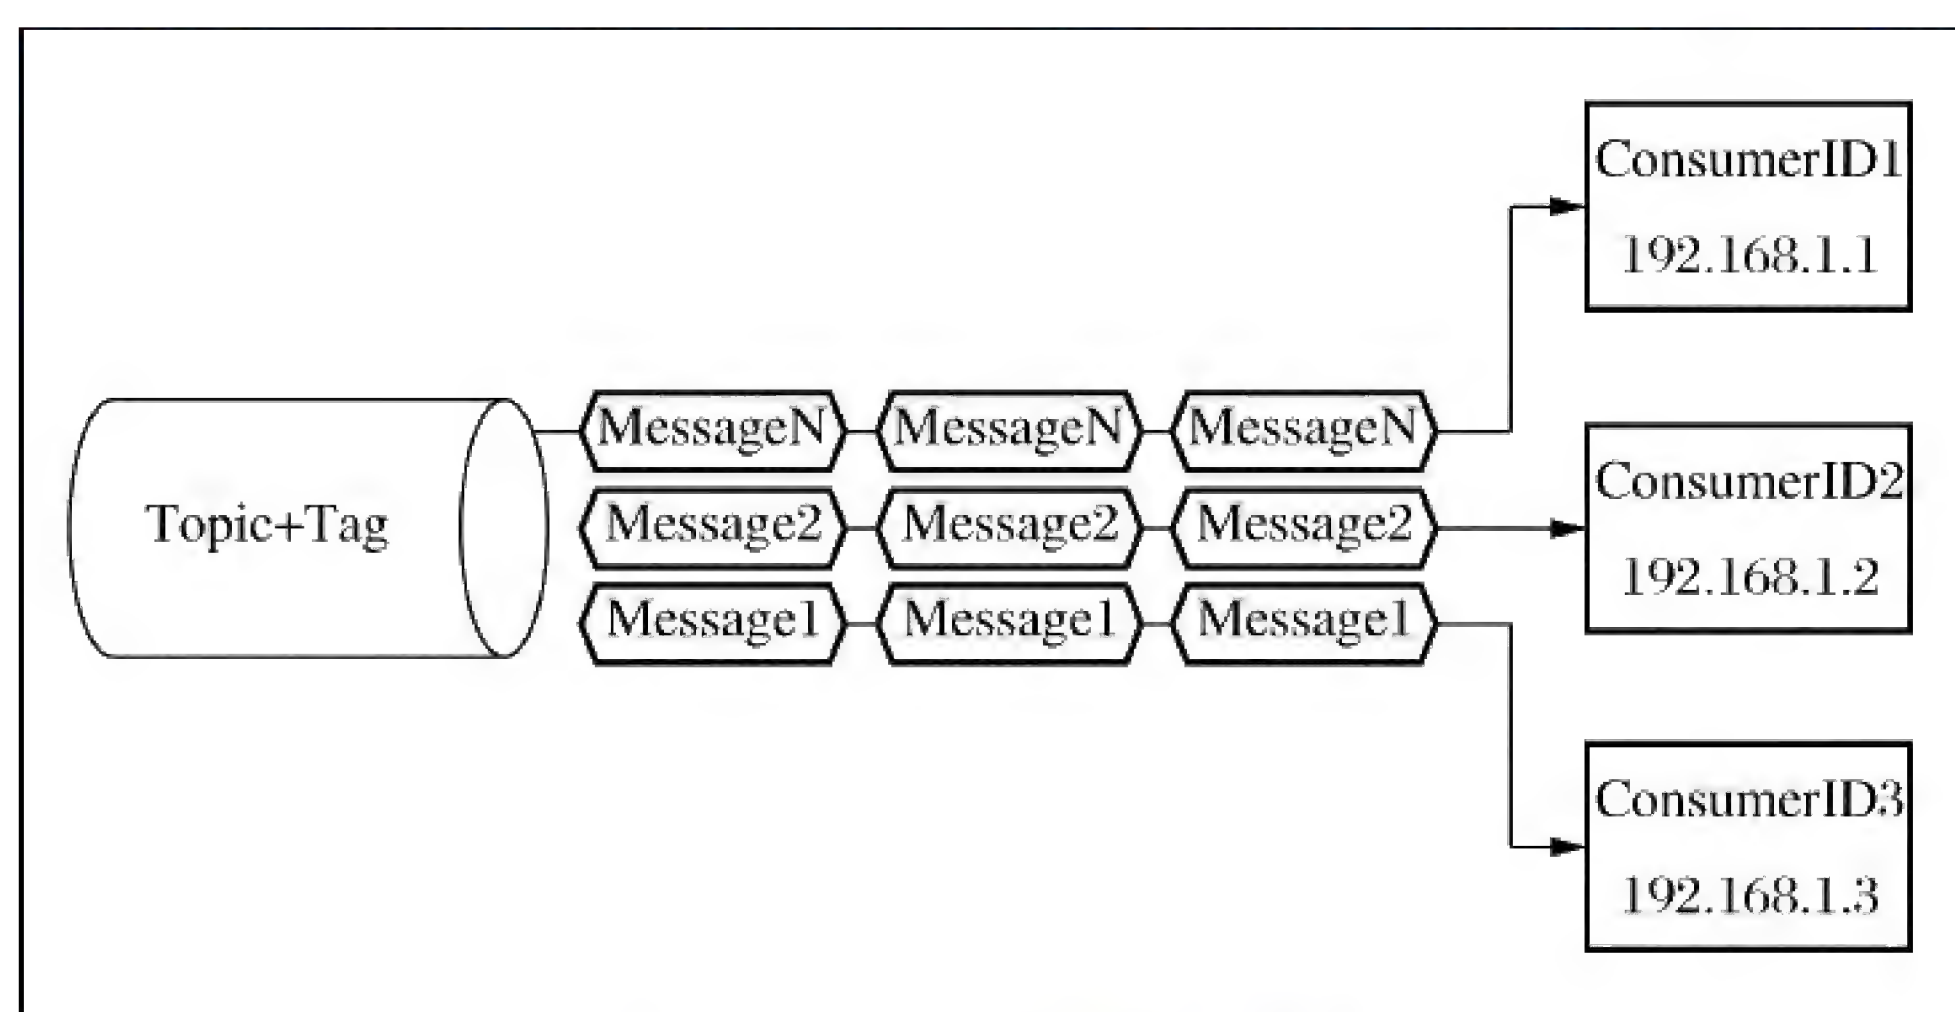 ConsumerID1
192.168.1.1
MessageN MessageN MessageN
Topic+Tag
Message2 Message2 Message2
ConsumerID2
192.168.1.2
Message1 Message1 Message1
ConsumerID3
192.168.1.3